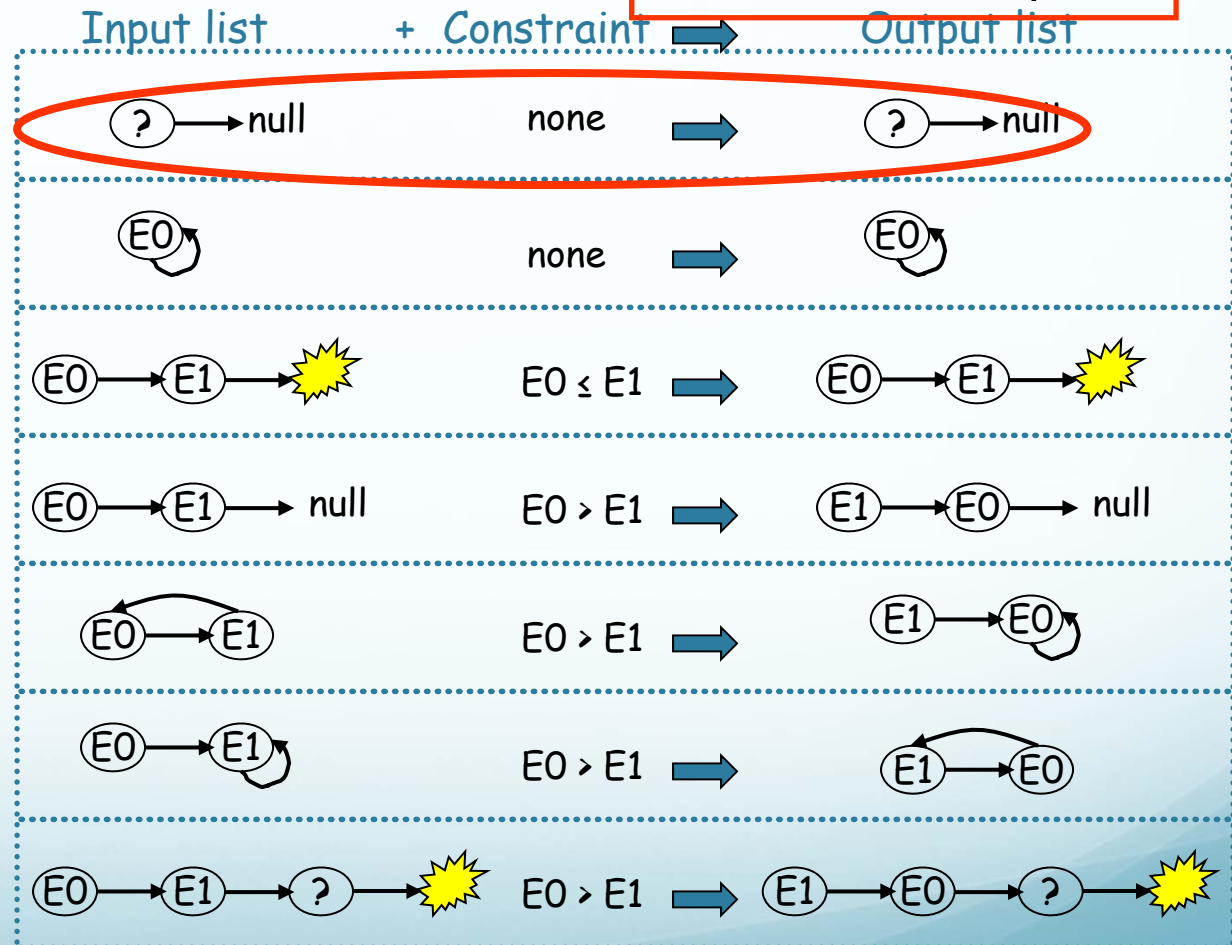 Input list + Constraint Output list
? null none ? null
E0 none E0
E0 E1 E0 ≤ E1 E0 E1
E0 E1 null E0 > E1 E1 E0 null
E0 E1 E0 > E1 E1 E0
E0 E1 E0 > E1 E1 E0
E0 E1 ? E0 > E1 E1 E0 ?